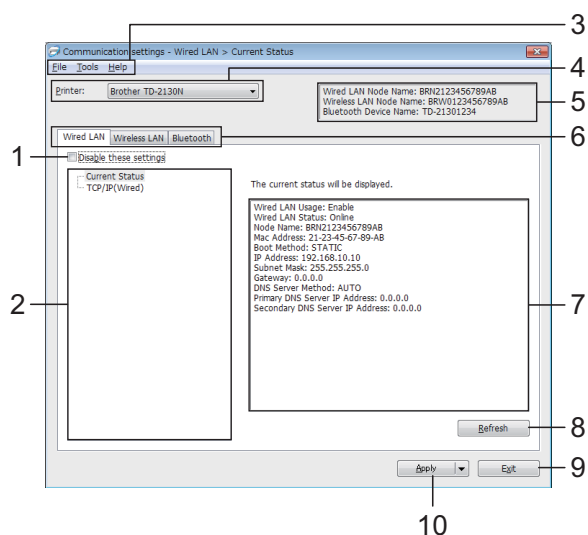 3
Communication settings - Wired LAN > Current Status
File Tools Help
4
Printer: Brother TD-2130N
Wired LAN Node Name: BRN2123456789AB
Wireless LAN Node Name: BRW0123456789AB
Bluetooth Device Name: TD-21301234
5
6
Wired LAN Wireless LAN Bluetooth
1
Disable these settings
Current Status
TCP/IP(Wired)
The current status will be displayed.
Wired LAN Usage: Enable
Wired LAN Status: Online
Node Name: BRN2123456789AB
Mac Address: 21-23-45-67-89-AB
Boot Method: STATIC
IP Address: 192.168.10.10
Subnet Mask: 255.255.255.0
Gateway: 0.0.0.0
DNS Server Method: AUTO
Primary DNS Server IP Address: 0.0.0.0
Secondary DNS Server IP Address: 0.0.0.0
2
7
Refresh
8
Apply Exit
9
10